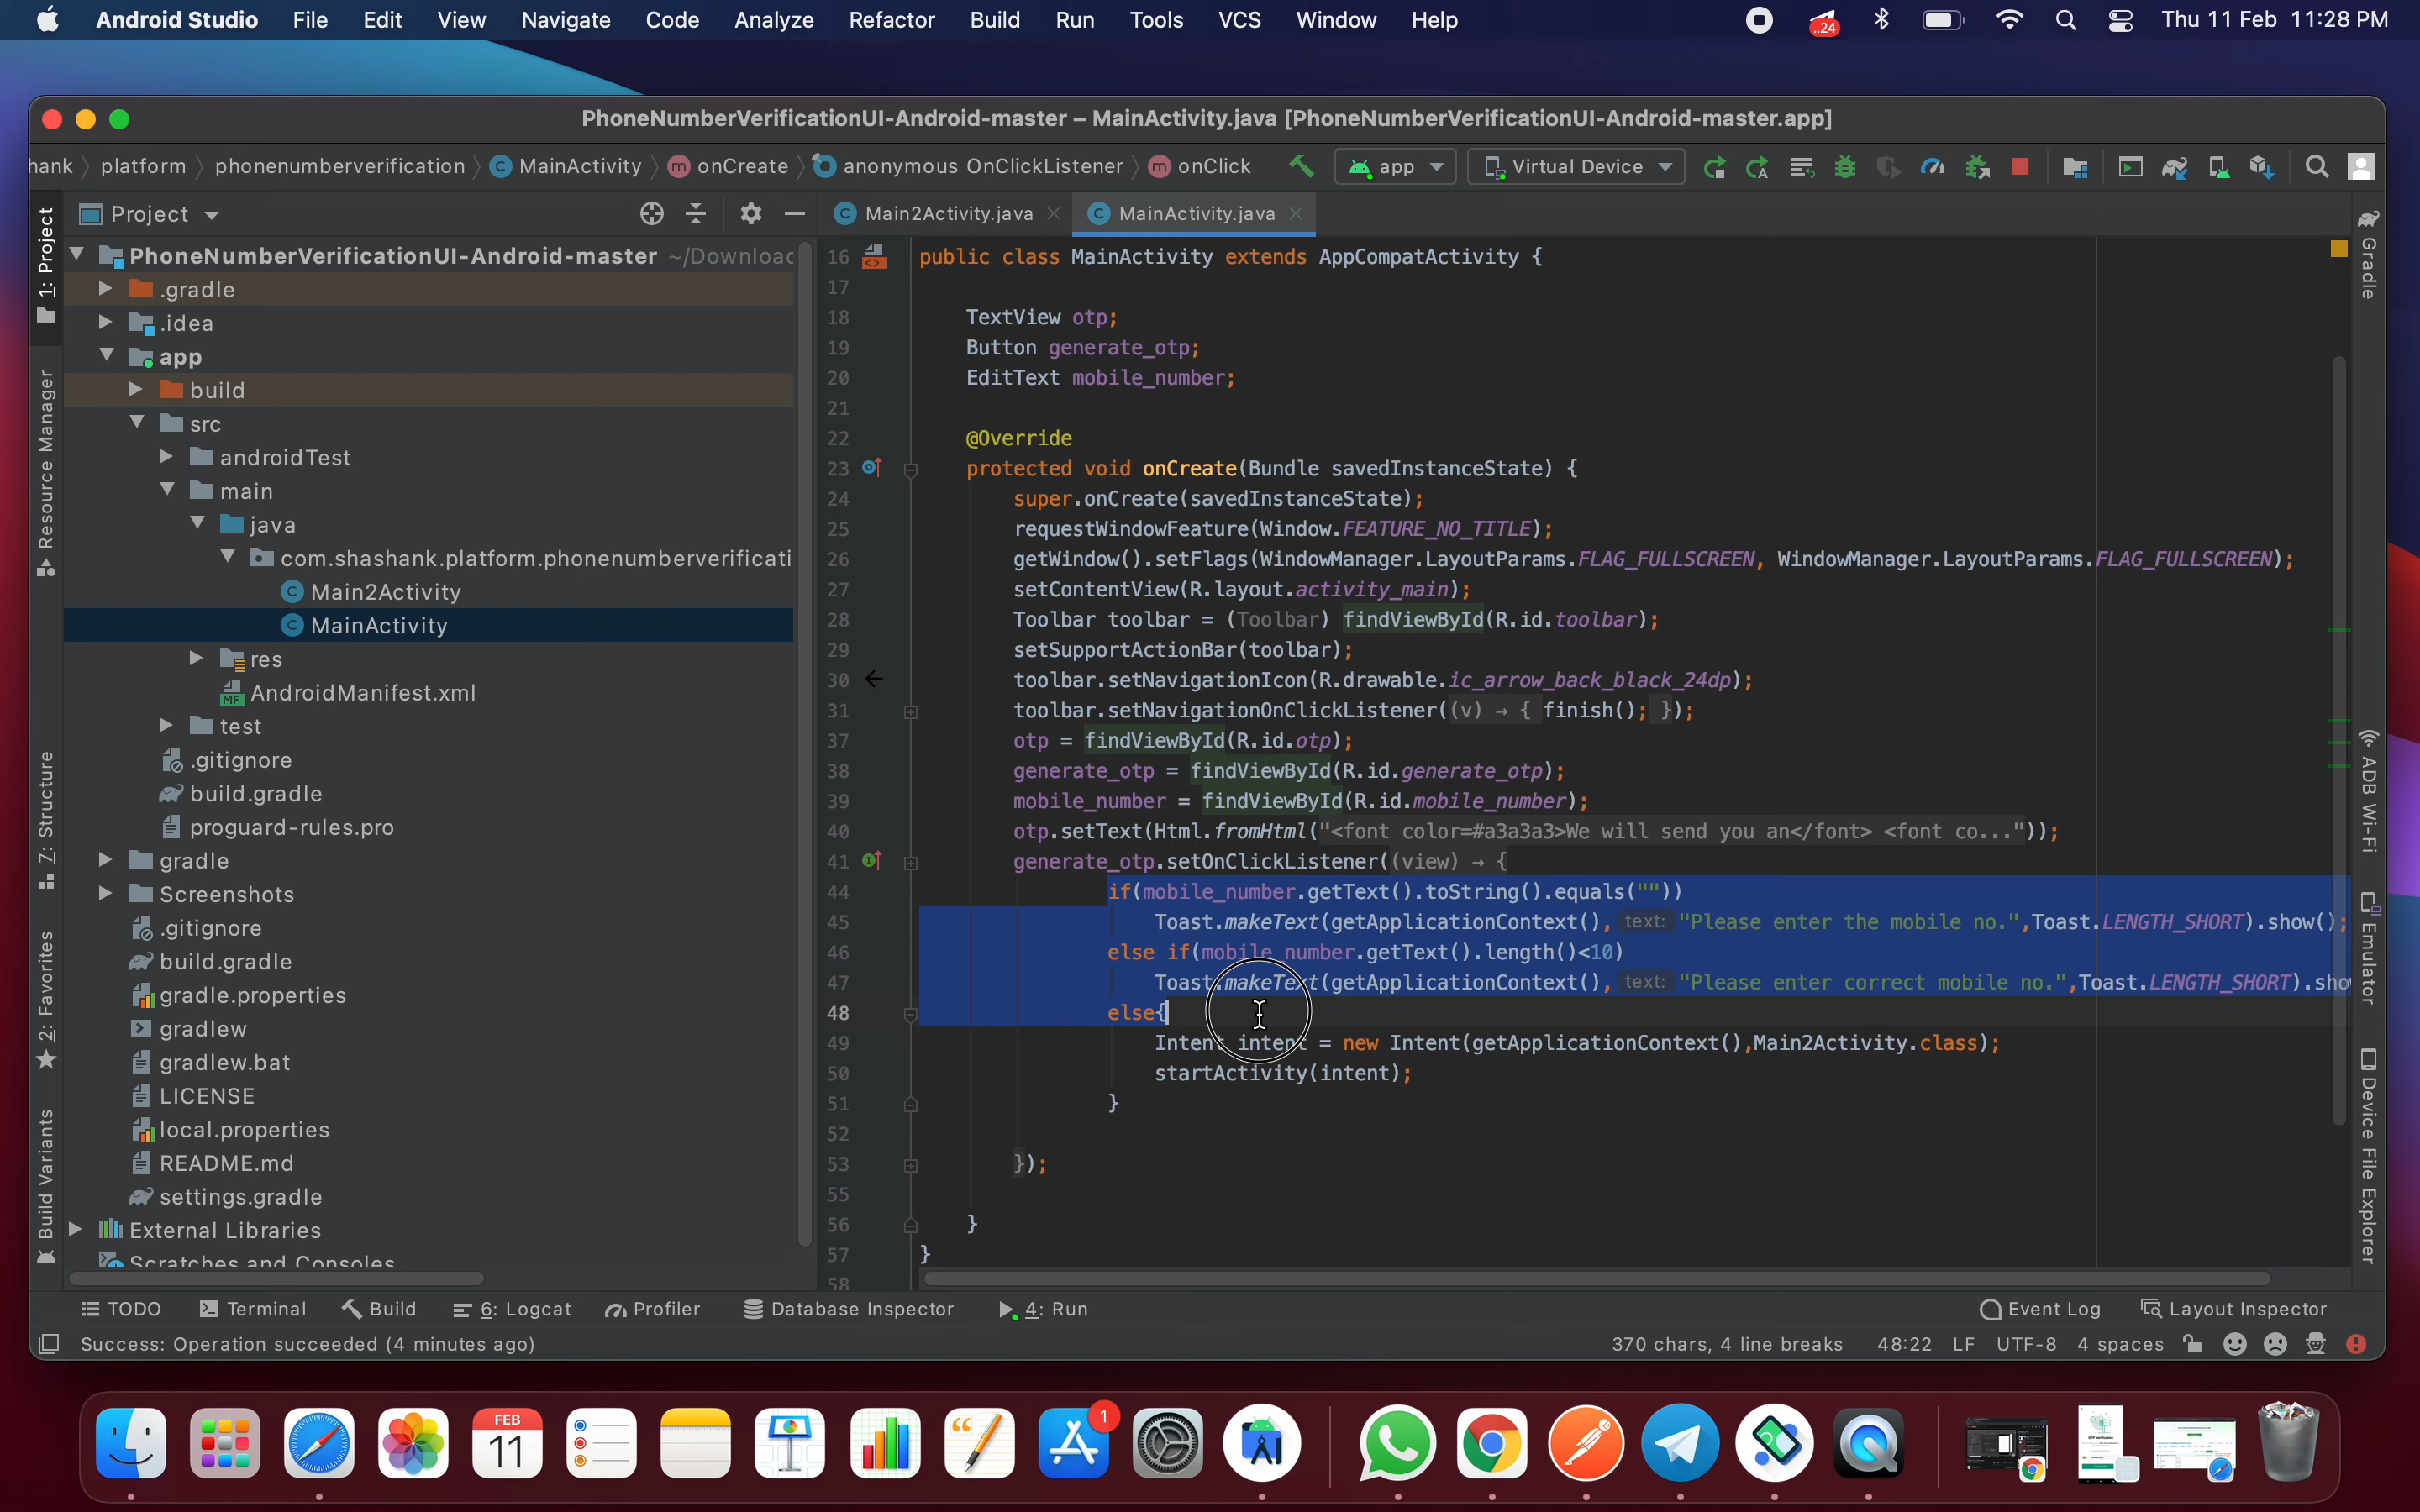 Android Studio File Edit View Navigate Code Analyze Refactor Build Run Tools VCS Window Help ..24 Thu 11 Feb 11:28 PM
PhoneNumberVerificationUI-Android-master – MainActivity.java [PhoneNumberVerificationUI-Android-master.app]
hank platform phonenumberverification MainActivity onCreate anonymous OnClickListener onClick app Virtual Device
Project
Main2Activity.java MainActivity.java
1: Project
Resource Manager
7: Structure
2: Favorites
Build Variants
PhoneNumberVerificationUI-Android-master ~/Downloac
.gradle
.idea
app
build
src
androidTest
main
java
com.shashank.platform.phonenumberverificati
Main2Activity
MainActivity
res
AndroidManifest.xml
test
.gitignore
build.gradle
proguard-rules.pro
gradle
Screenshots
.gitignore
build.gradle
gradle.properties
gradlew
gradlew.bat
LICENSE
local.properties
README.md
settings.gradle
External Libraries
Scratches and Consoles
16 public class MainActivity extends AppCompatActivity {
17
18 TextView otp;
19 Button generate_otp;
20 EditText mobile_number;
21
22 @Override
23 protected void onCreate(Bundle savedInstanceState) {
24 super.onCreate(savedInstanceState);
25 requestWindowFeature(Window.FEATURE_NO_TITLE);
26 getWindow().setFlags(WindowManager.LayoutParams.FLAG_FULLSCREEN, WindowManager.LayoutParams.FLAG_FULLSCREEN);
27 setContentView(R.layout.activity_main);
28 Toolbar toolbar = (Toolbar) findViewById(R.id.toolbar);
29 setSupportActionBar(toolbar);
30 toolbar.setNavigationIcon(R.drawable.ic_arrow_back_black_24dp);
31 toolbar.setNavigationOnClickListener((v) → { finish(); });
37 otp = findViewById(R.id.otp);
38 generate_otp = findViewById(R.id.generate_otp);
39 mobile_number = findViewById(R.id.mobile_number);
40 otp.setText(Html.fromHtml("<font color=#a3a3a3>We will send you an</font> <font co..."));
41 generate_otp.setOnClickListener((view) → {
44 if(mobile_number.getText().toString().equals(""))
45 Toast.makeText(getApplicationContext(), text: "Please enter the mobile no.",Toast.LENGTH_SHORT).show();
46 else if(mobile_number.getText().length()<10)
47 Toast.makeText(getApplicationContext(), text: "Please enter correct mobile no.",Toast.LENGTH_SHORT).sho
48 else{
49 Intent intent = new Intent(getApplicationContext(),Main2Activity.class);
50 startActivity(intent);
51 }
52
53 });
55
56 }
57 }
58
Gradle
ADB Wi-Fi
Emulator
Device File Explorer
TODO Terminal Build 6: Logcat Profiler Database Inspector 4: Run Event Log Layout Inspector
Success: Operation succeeded (4 minutes ago) 370 chars, 4 line breaks 48:22 LF UTF-8 4 spaces
FEB
11
1